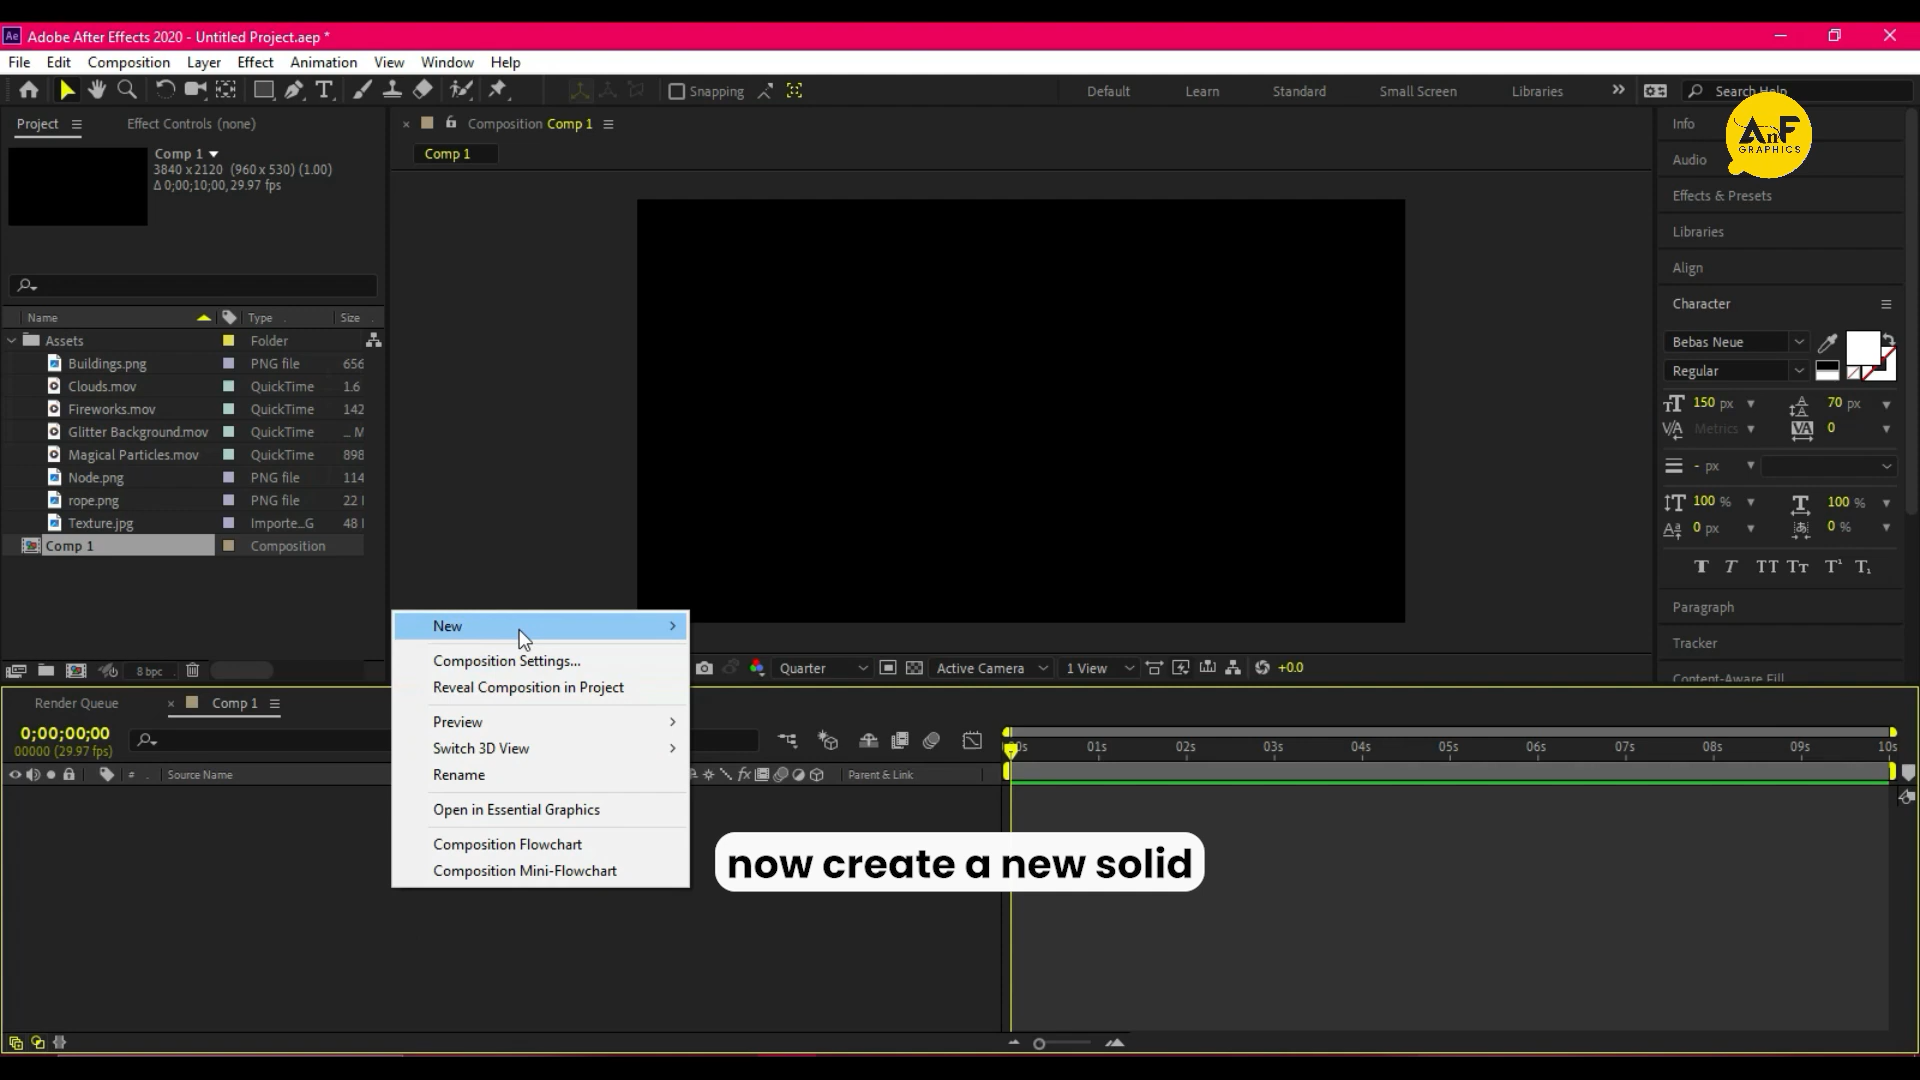 Ae Adobe After Effects 2020 - Untitled Project.aep *
File Edit Composition Layer Effect Animation View Window Help
Snapping Default Learn Standard Small Screen Libraries Search Help
AnF
GRAPHICS
Project Effect Controls (none)
Comp 1
3840 x 2120 (960 x 530) (1.00)
Δ 0;00;10;00, 29.97 fps
Name Type Size
Assets Folder
Buildings.png PNG file 656
Clouds.mov QuickTime 1.6
Fireworks.mov QuickTime 142
Glitter Background.mov QuickTime ... M
Magical Particles.mov QuickTime 898
Node.png PNG file 114
rope.png PNG file 22
Texture.jpg Importe...G 48
Comp 1 Composition
8 bpc
Composition Comp 1
Comp 1
Quarter Active Camera 1 View +0.0
Info
Audio
Effects & Presets
Libraries
Align
Character
Bebas Neue
Regular
150 px 70 px
Metrics 0
- px
100 % 100 %
0 px 0 %
T T TT Tт T¹ T₁
Paragraph
Tracker
Content-Aware Fill
New
Composition Settings...
Reveal Composition in Project
Preview
Switch 3D View
Rename
Open in Essential Graphics
Composition Flowchart
Composition Mini-Flowchart
Render Queue Comp 1
0;00;00;00
00000 (29.97 fps)
# Source Name fx Parent & Link
01s 02s 03s 04s 05s 06s 07s 08s 09s 10s
now create a new solid